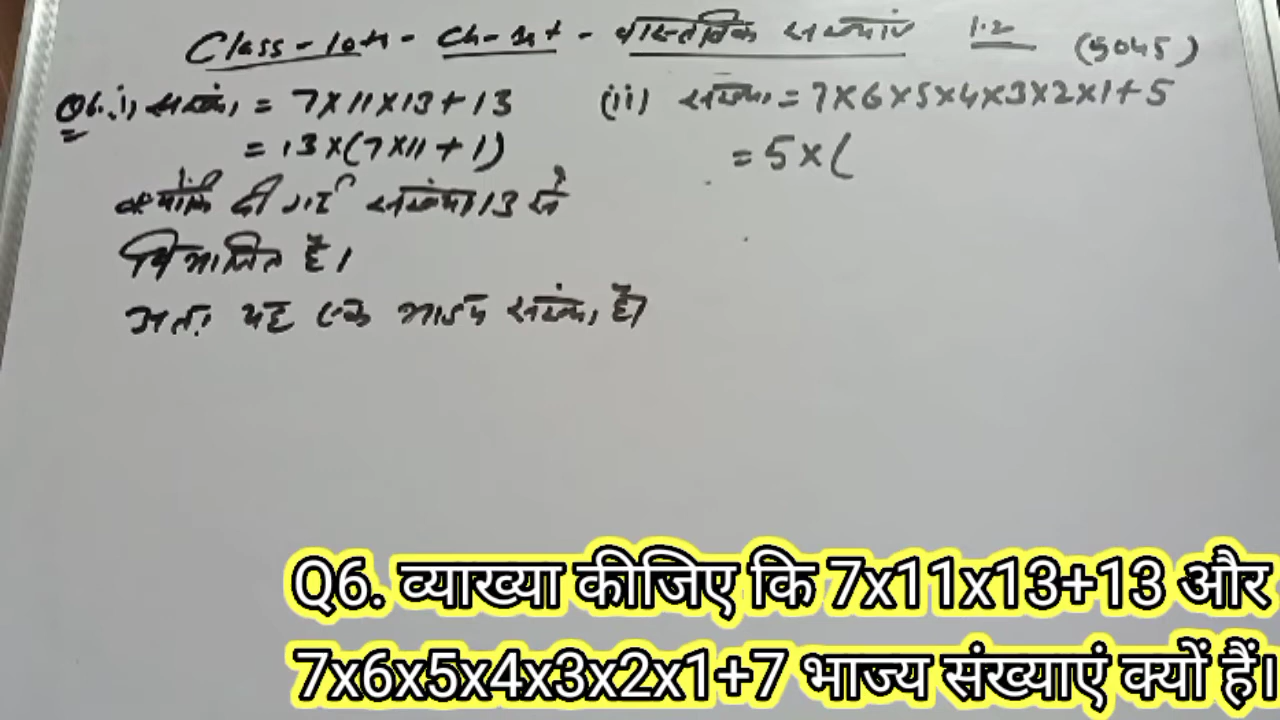 Class-10th - Ch-1st - वास्तविक संख्याएं 1.2 (5045)
Q6. i) संख्या = 7×11×13+13
= 13×(7×11+1)
क्योंकि दी गई संख्या 13 से
विभाजित है।
अतः यह एक भाज्य संख्या है।
(ii) संख्या = 7×6×5×4×3×2×1+5
= 5×(
Q6. व्याख्या कीजिए कि 7x11x13+13 और
7x6x5x4x3x2x1+7 भाज्य संख्याएं क्यों हैं।